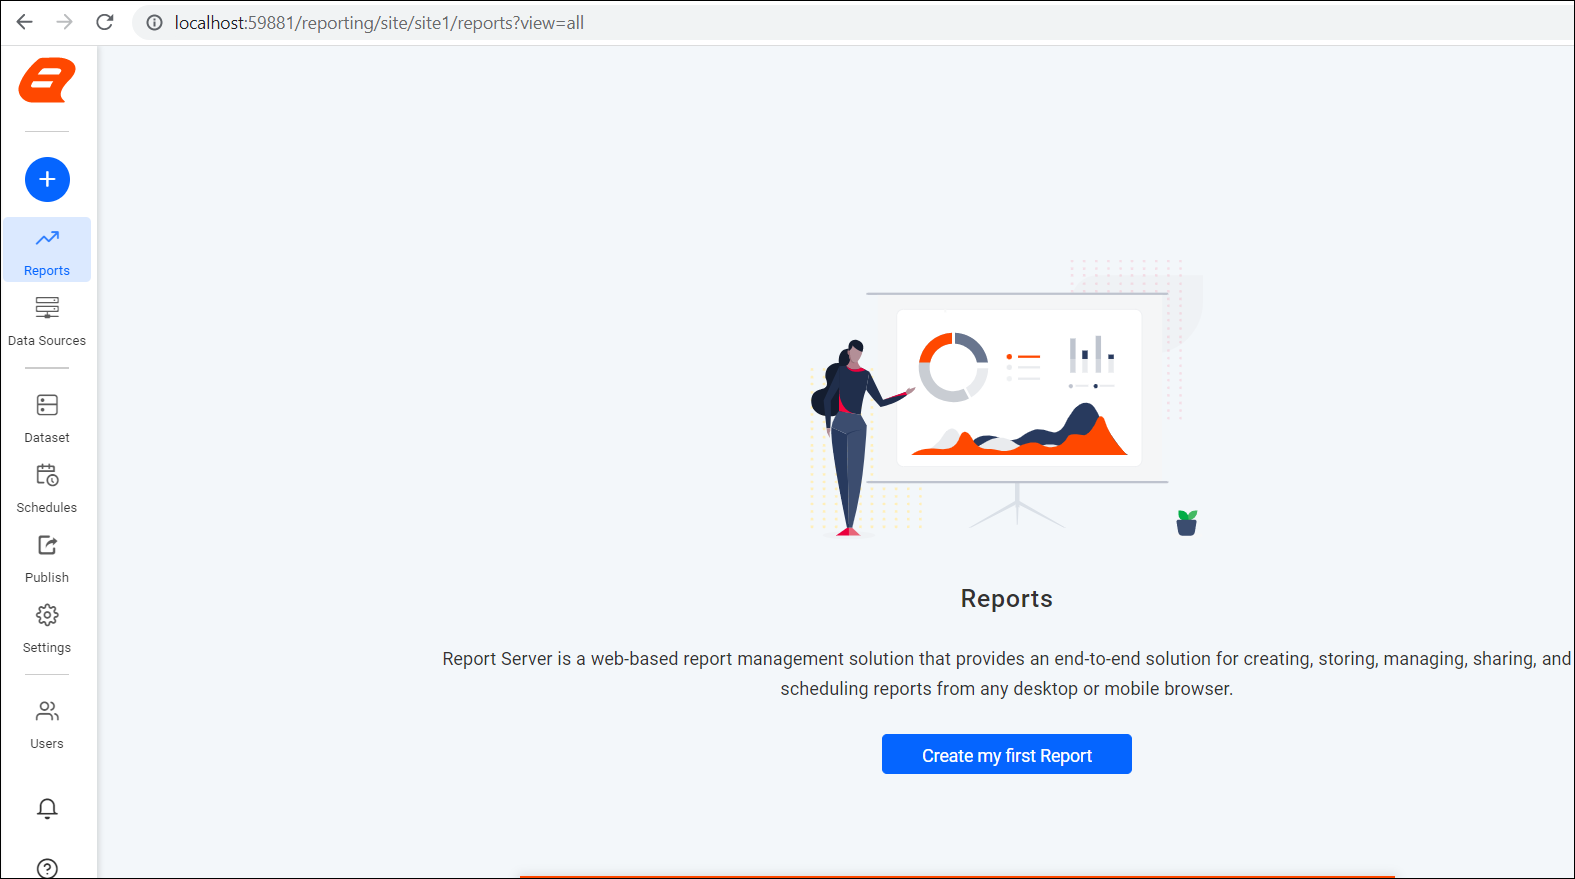 localhost:59881/reporting/site/site1/reports?view=all
Reports
Data Sources
Dataset
Schedules
Publish
Settings
Users
Reports
Report Server is a web-based report management solution that provides an end-to-end solution for creating, storing, managing, sharing, and
scheduling reports from any desktop or mobile browser.
Create my first Report